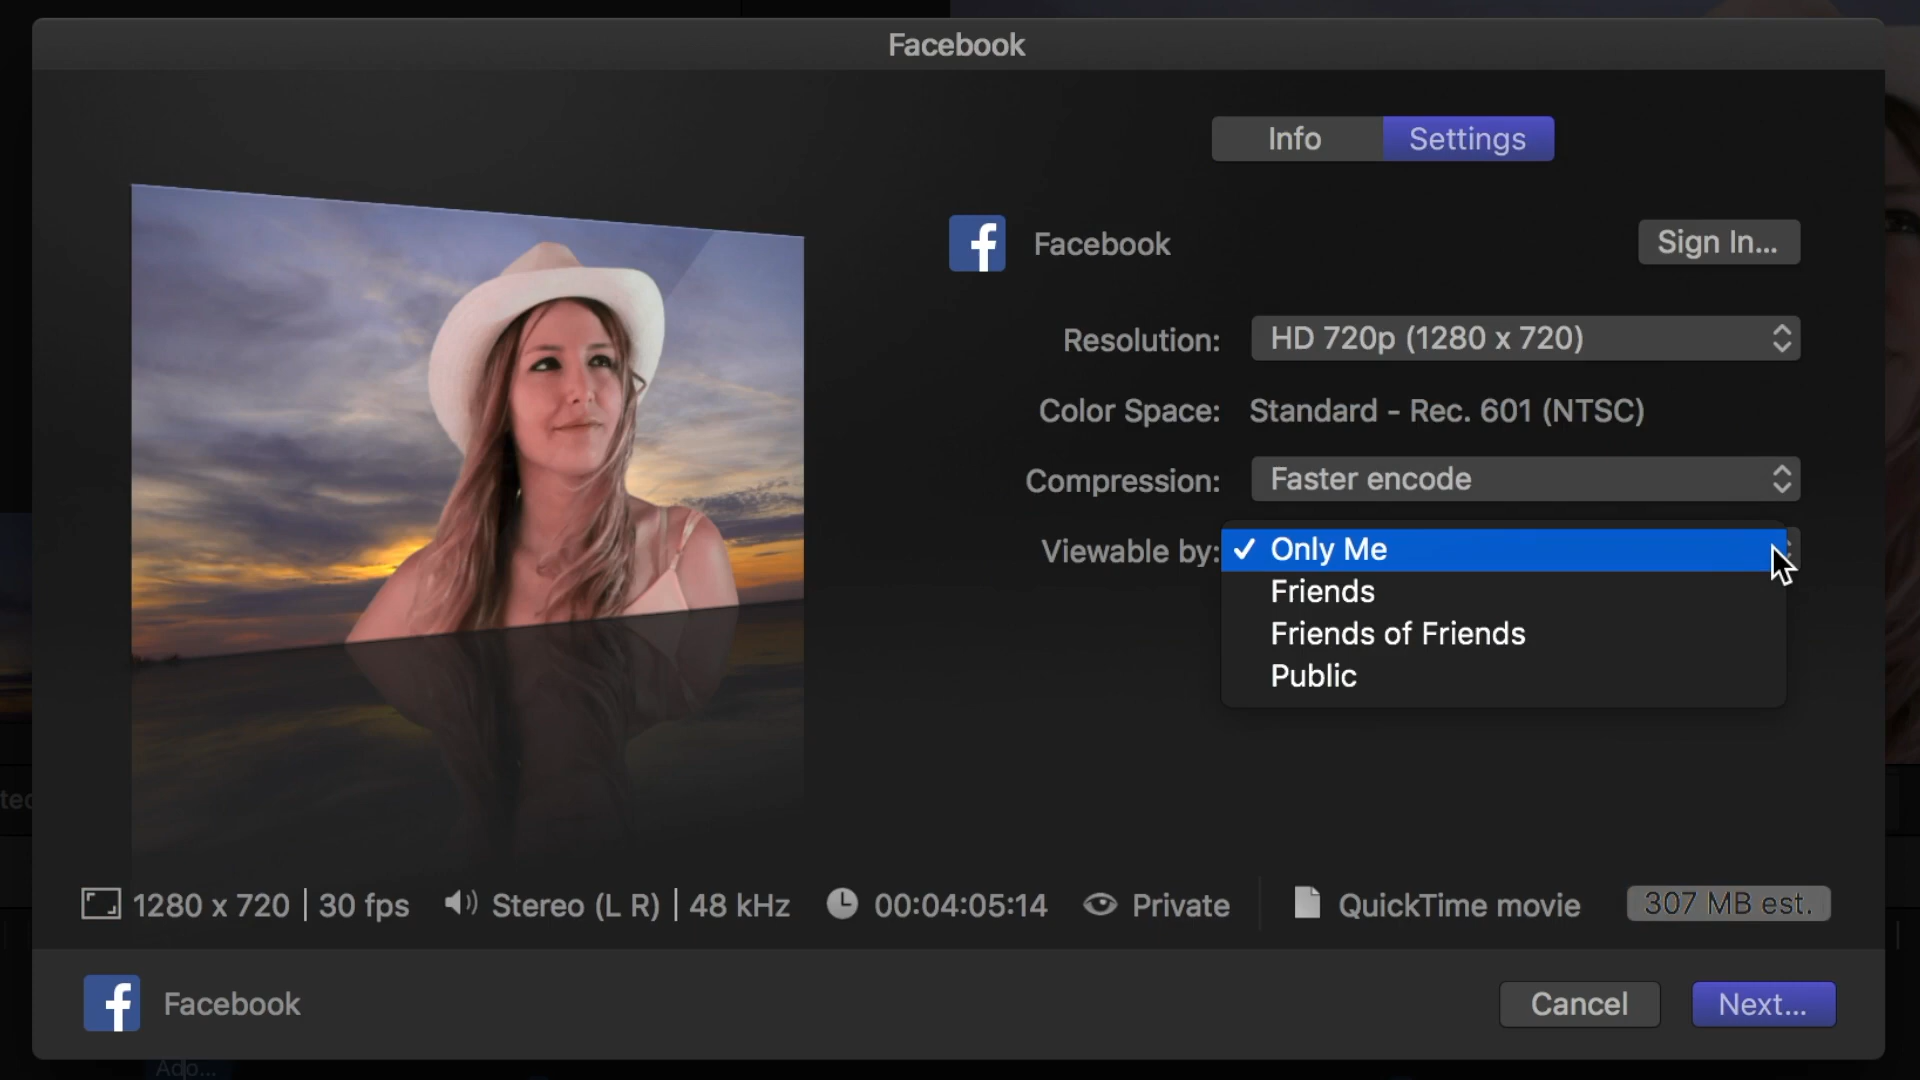 Facebook
Info
Settings
Facebook
Sign In...
Resolution: HD 720p (1280 x 720)
Color Space: Standard - Rec. 601 (NTSC)
Compression: Faster encode
Viewable by: ✓ Only Me
Friends
Friends of Friends
Public
1280 x 720 | 30 fps Stereo (L R) | 48 kHz 00:04:05:14 Private QuickTime movie 307 MB est.
Facebook
Cancel
Next...